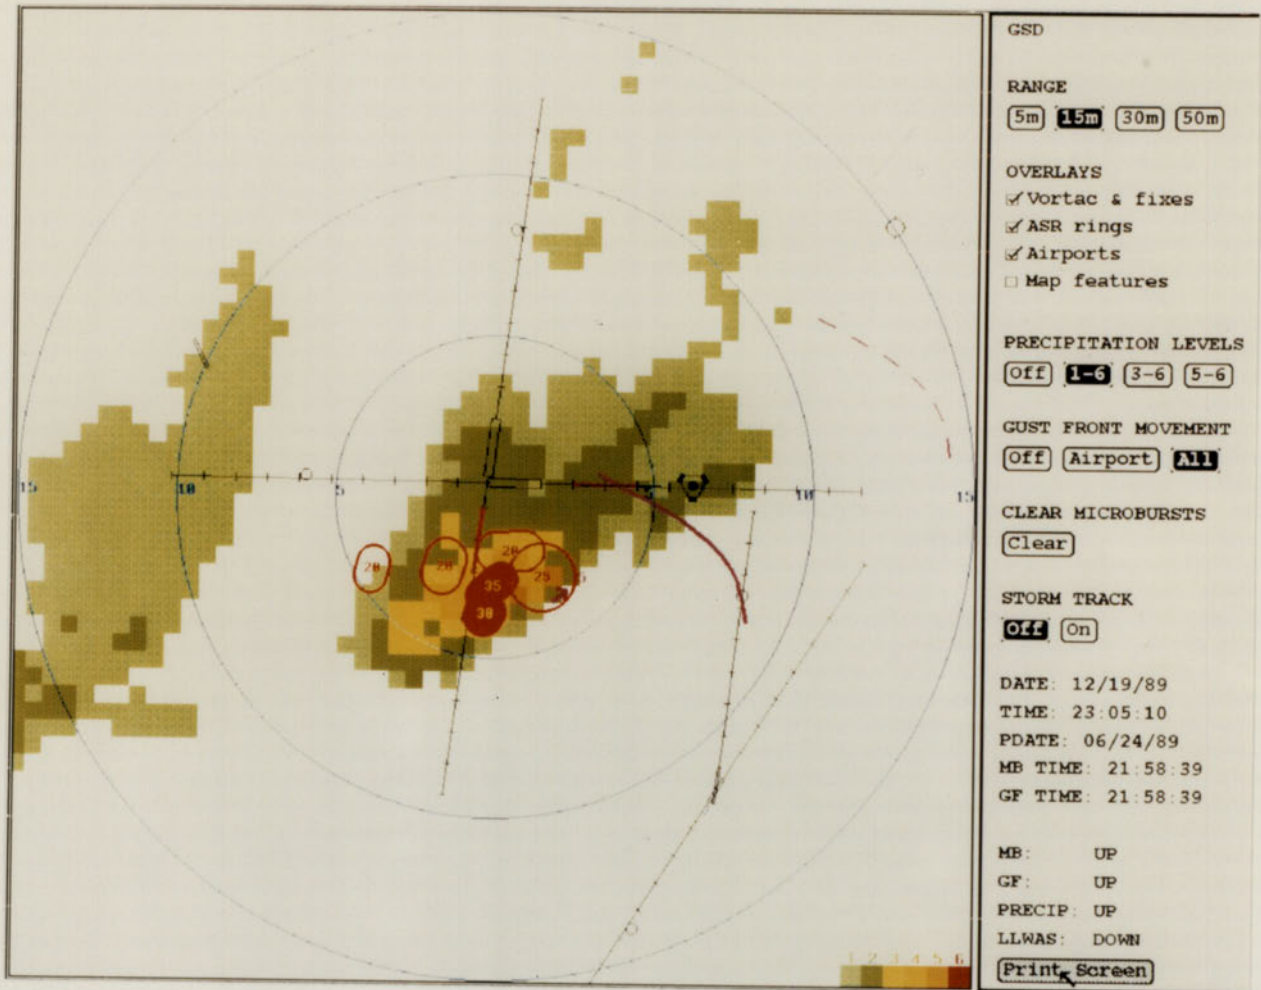 GSD
RANGE
5m 15m 30m 50m
OVERLAYS
Vortac & fixes
ASR rings
Airports
Map features
PRECIPITATION LEVELS
Off 1-6 3-6 5-6
GUST FRONT MOVEMENT
Off Airport All
CLEAR MICROBURSTS
Clear
STORM TRACK
Off On
DATE: 12/19/89
TIME: 23:05:10
PDATE: 06/24/89
MB TIME: 21:58:39
GF TIME: 21:58:39
MB: UP
GF: UP
PRECIP: UP
LLWAS: DOWN
Print Screen
15 10 5 5 10 15
20 20 20 25
35
30
1 2 3 4 5 6